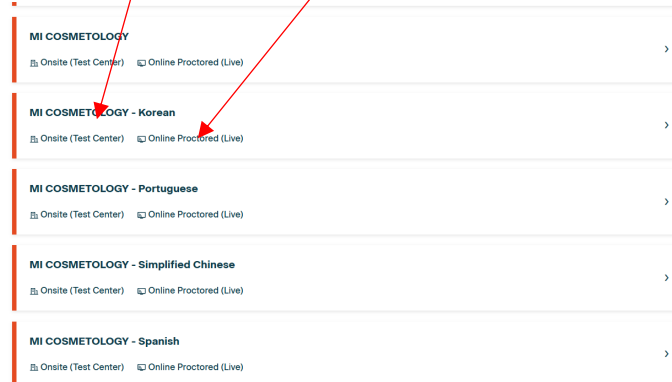 MI COSMETOLOGY
Onsite (Test Center) Online Proctored (Live)
MI COSMETOLOGY - Korean
Onsite (Test Center) Online Proctored (Live)
MI COSMETOLOGY - Portuguese
Onsite (Test Center) Online Proctored (Live)
MI COSMETOLOGY - Simplified Chinese
Onsite (Test Center) Online Proctored (Live)
MI COSMETOLOGY - Spanish
Onsite (Test Center) Online Proctored (Live)